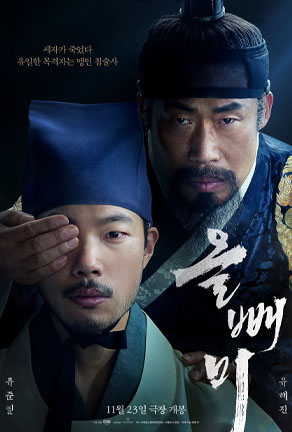 세자가 죽었다
유일한 목격자는 맹인 침술사
올빼미
류준열
유해진
11월 23일 극장 개봉